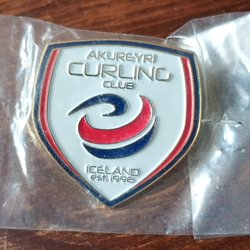 AKUREYRI
CURLING
CLUB
ICELAND
est. 1996